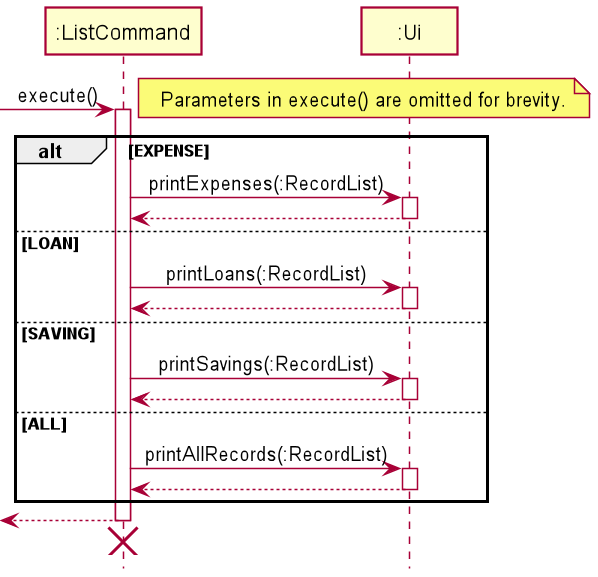 :ListCommand
:Ui
execute()
Parameters in execute() are omitted for brevity.
alt
[EXPENSE]
printExpenses(:RecordList)
[LOAN]
printLoans(:RecordList)
[SAVING]
printSavings(:RecordList)
[ALL]
printAllRecords(:RecordList)